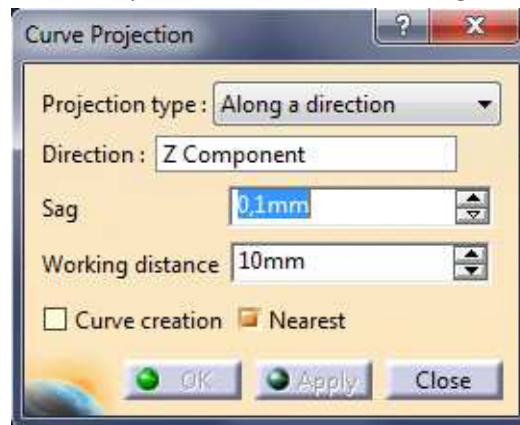 Curve Projection ? X
Projection type : Along a direction
Direction : Z Component
Sag 0,1mm
Working distance 10mm
Curve creation Nearest
OK Apply Close